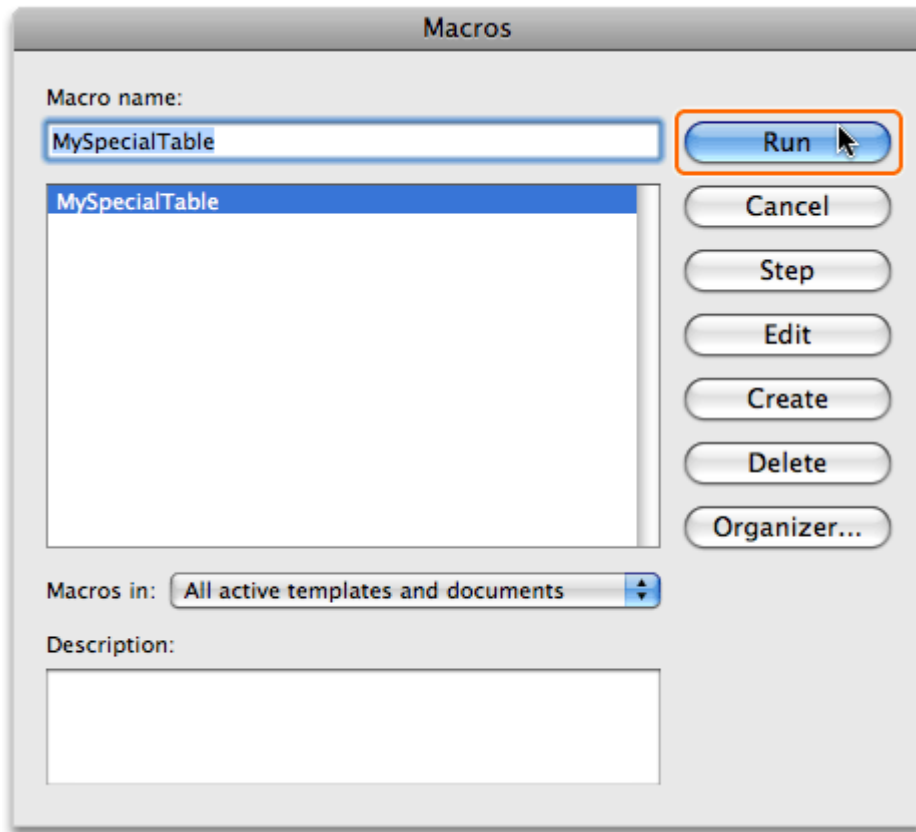 Macros
Macro name:
MySpecialTable
Run
MySpecialTable
Cancel
Step
Edit
Create
Delete
Organizer...
Macros in: All active templates and documents
Description: